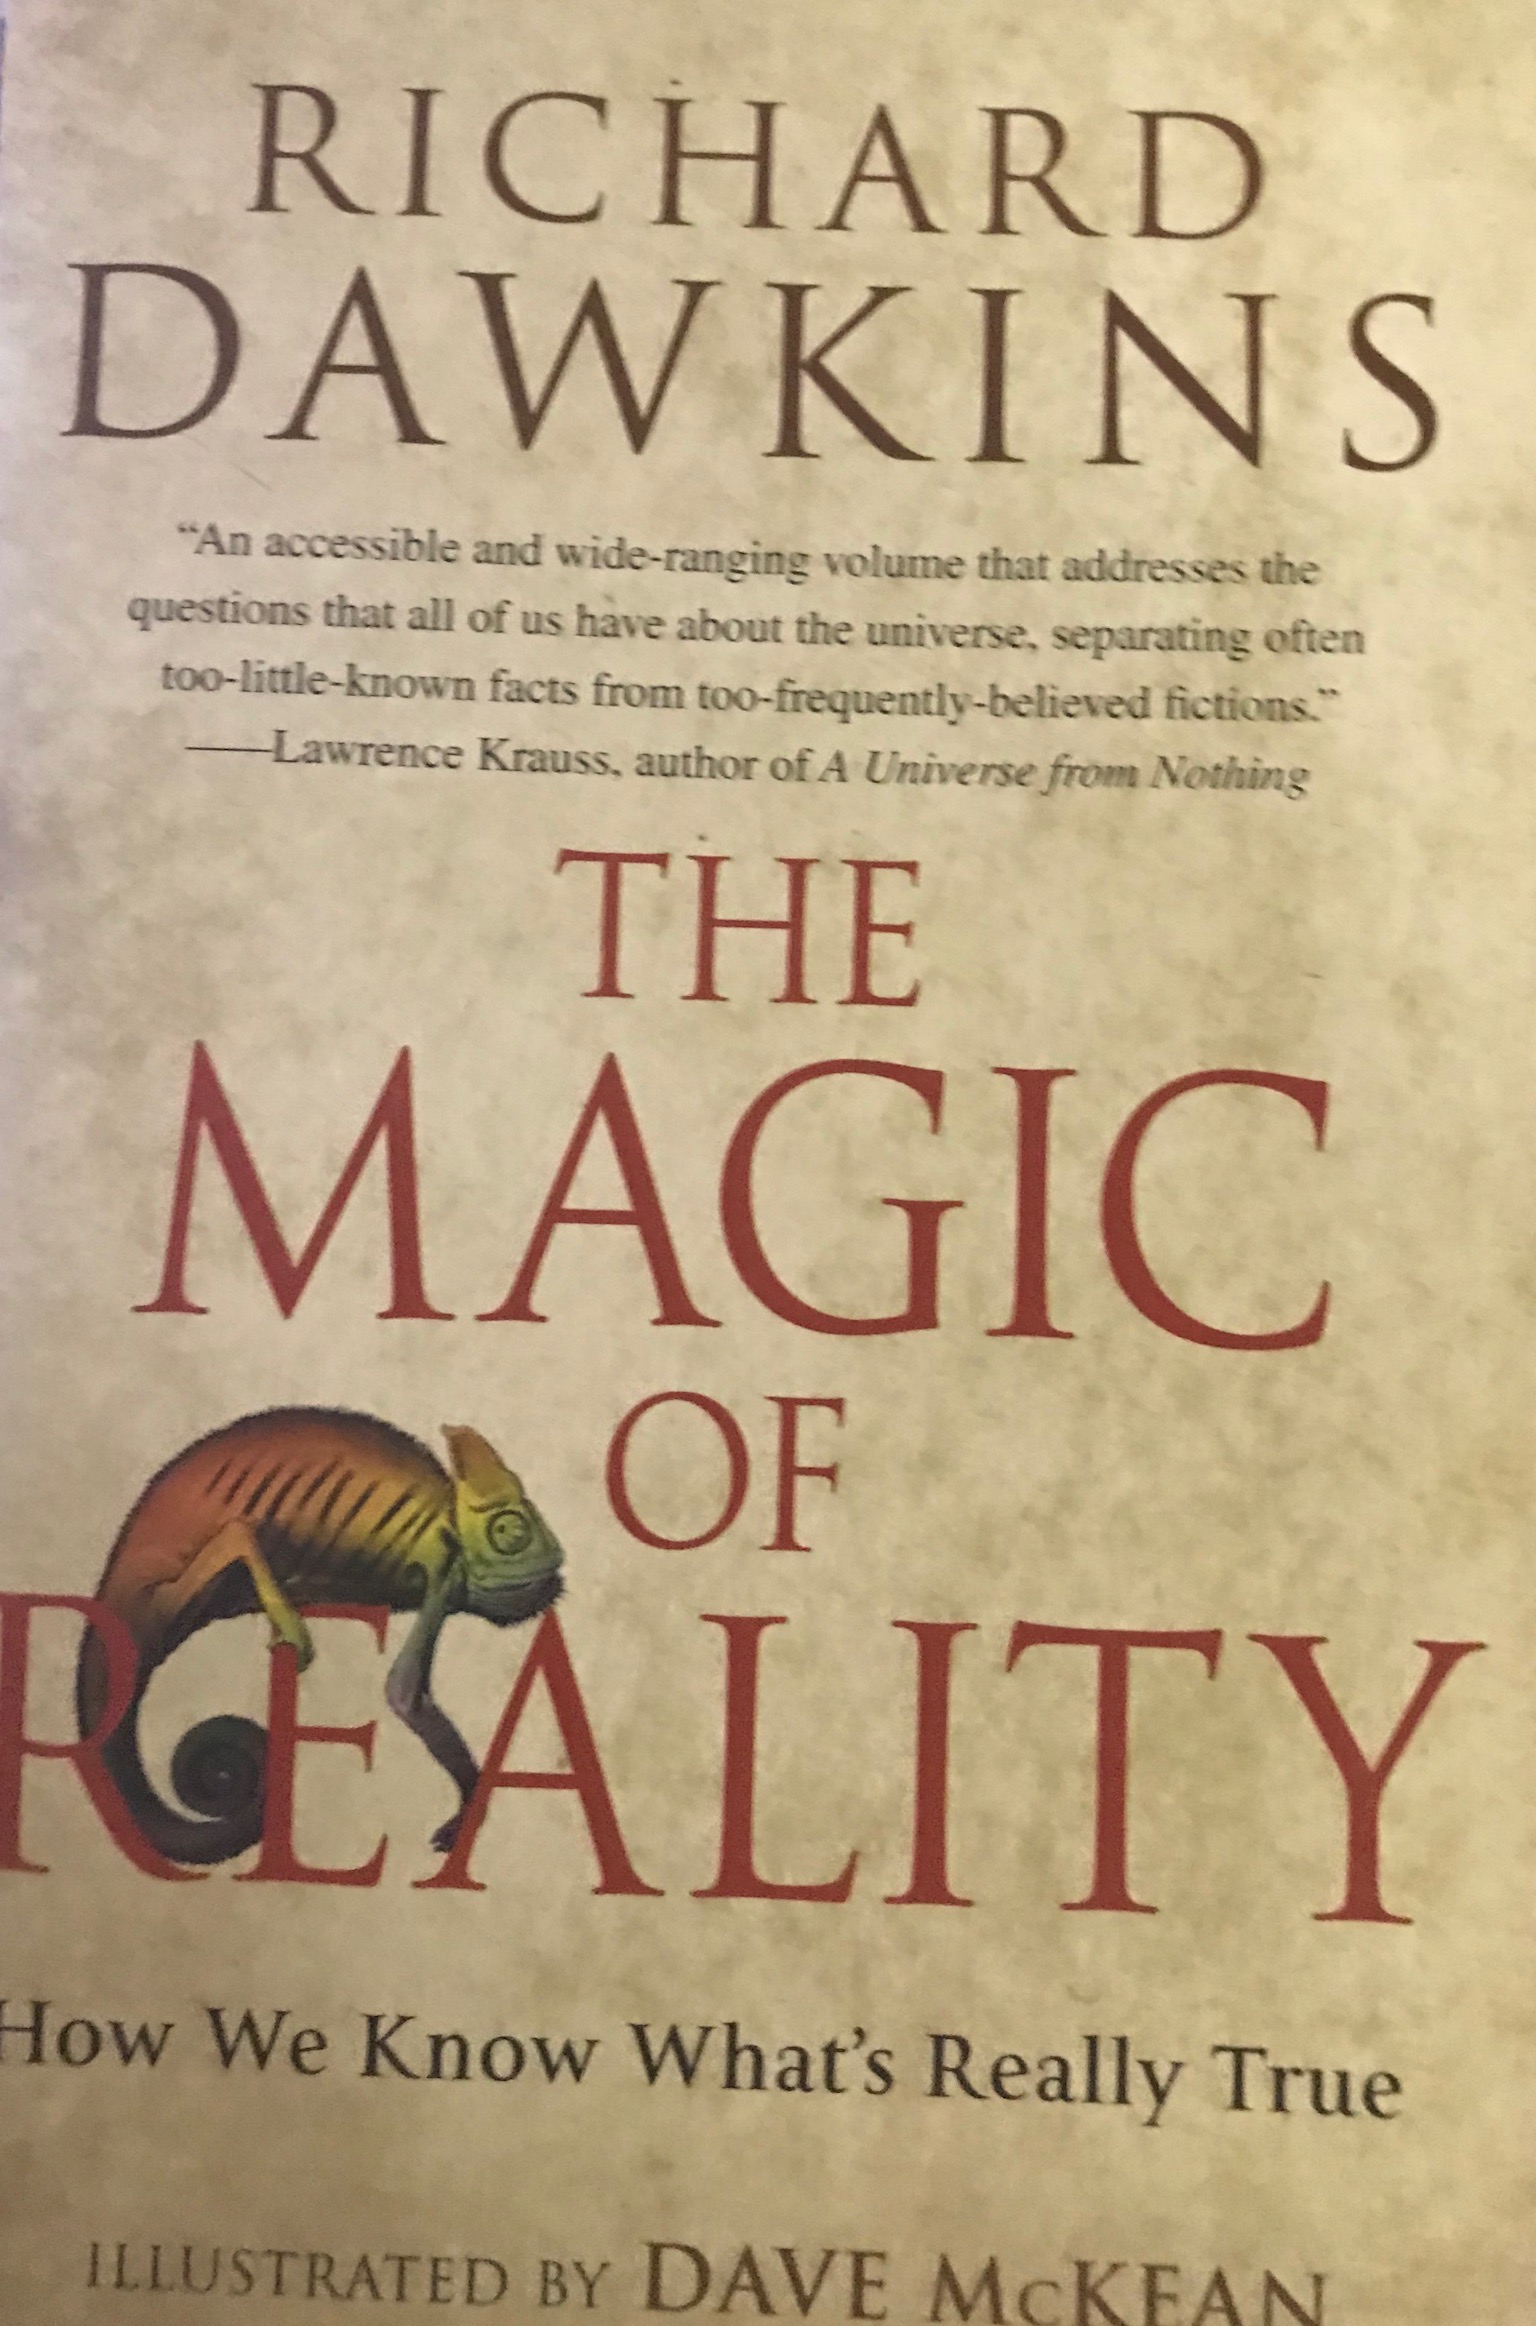 RICHARD
DAWKINS
“An accessible and wide-ranging volume that addresses the
questions that all of us have about the universe, separating often
too-little-known facts from too-frequently-believed fictions.”
——Lawrence Krauss, author of A Universe from Nothing
THE
MAGIC
OF
REALITY
How We Know What's Really True
ILLUSTRATED BY DAVE McKEAN